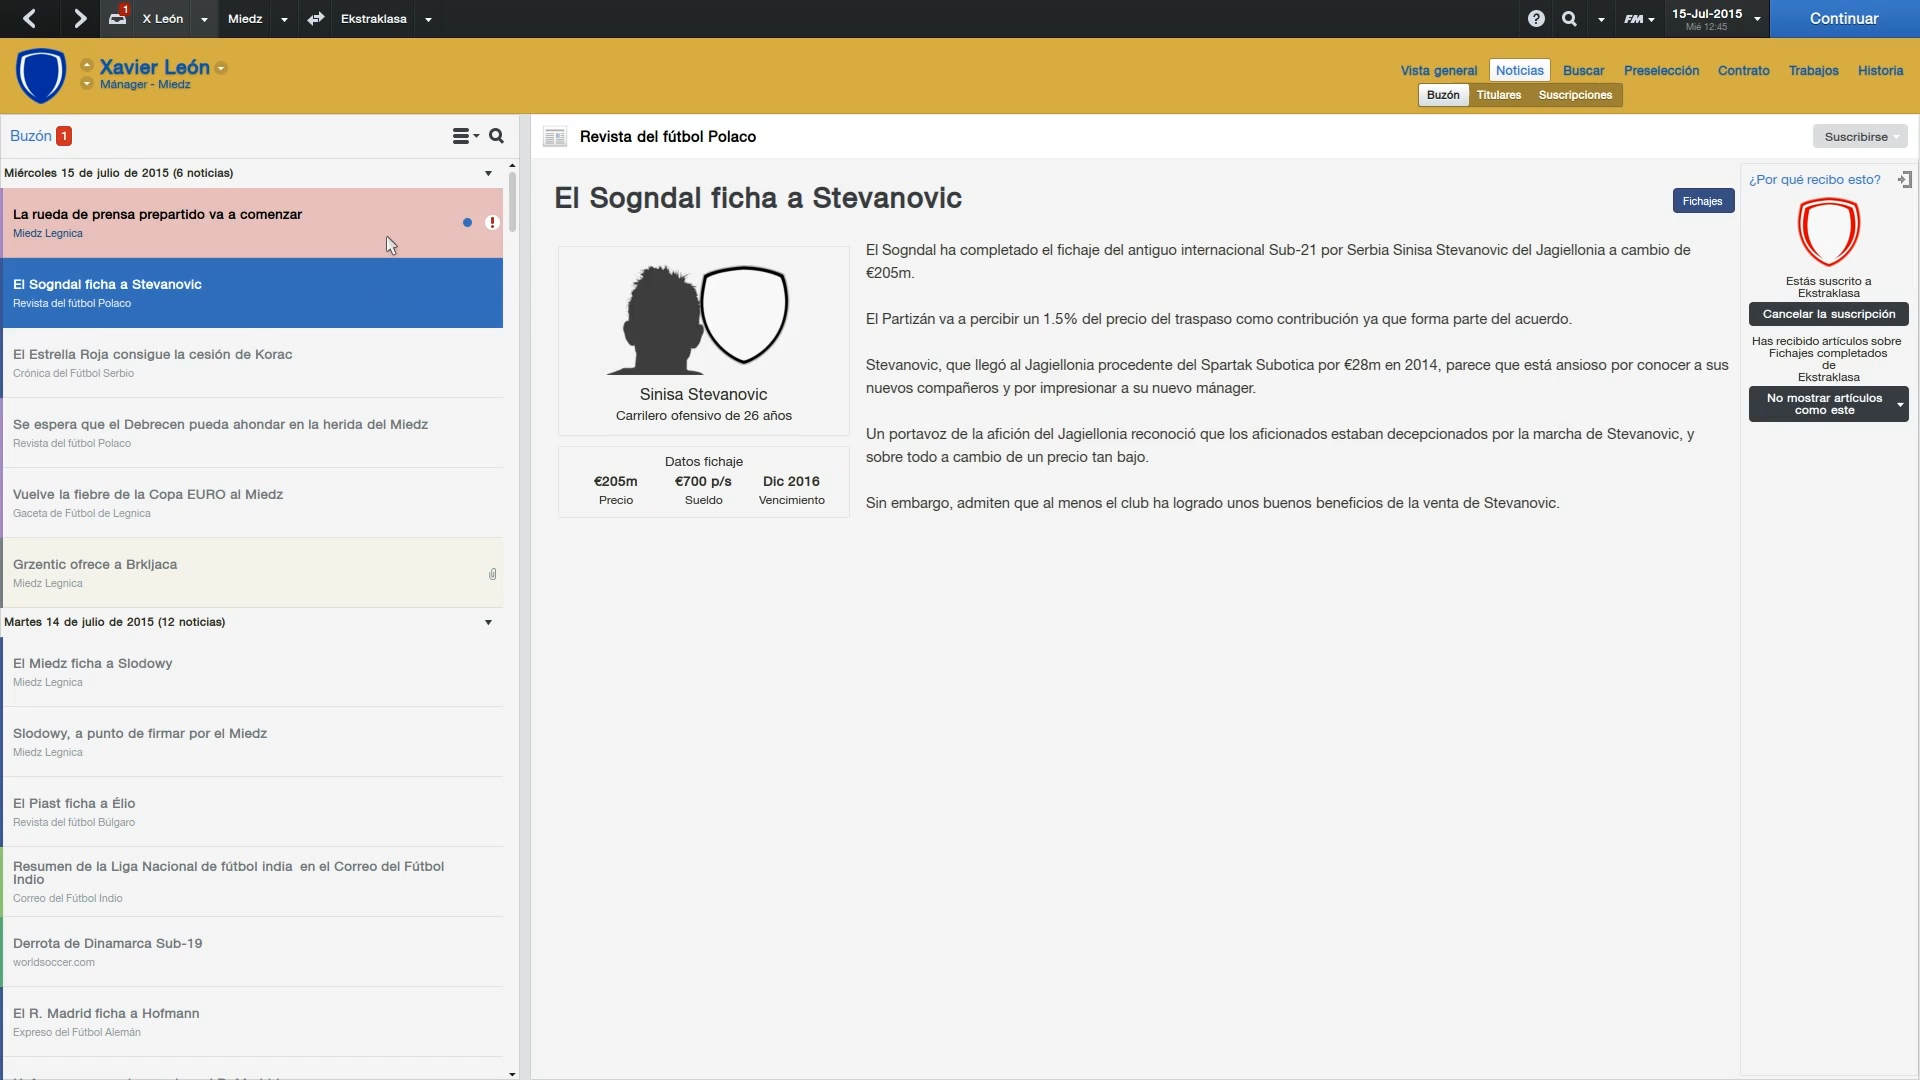 1
X León
Miedz
Ekstraklasa
FM
15-Jul-2015
Mié 12:45
Continuar
Xavier León
Mánager - Miedz
Vista general
Noticias
Buscar
Preselección
Contrato
Trabajos
Historia
Buzón
Titulares
Suscripciones
Buzón 1
Miércoles 15 de julio de 2015 (6 noticias)
La rueda de prensa prepartido va a comenzar
Miedz Legnica
El Sogndal ficha a Stevanovic
Revista del fútbol Polaco
El Estrella Roja consigue la cesión de Korac
Crónica del Fútbol Serbio
Se espera que el Debrecen pueda ahondar en la herida del Miedz
Revista del fútbol Polaco
Vuelve la fiebre de la Copa EURO al Miedz
Gaceta de Fútbol de Legnica
Grzentic ofrece a Brkljaca
Miedz Legnica
Martes 14 de julio de 2015 (12 noticias)
El Miedz ficha a Slodowy
Miedz Legnica
Slodowy, a punto de firmar por el Miedz
Miedz Legnica
El Piast ficha a Élio
Revista del fútbol Búlgaro
Resumen de la Liga Nacional de fútbol india en el Correo del Fútbol
Indio
Correo del Fútbol Indio
Derrota de Dinamarca Sub-19
worldsoccer.com
El R. Madrid ficha a Hofmann
Expreso del Fútbol Alemán
Revista del fútbol Polaco
Suscribirse
El Sogndal ficha a Stevanovic
Fichajes
Sinisa Stevanovic
Carrilero ofensivo de 26 años
Datos fichaje
€205m €700 p/s Dic 2016
Precio Sueldo Vencimiento
El Sogndal ha completado el fichaje del antiguo internacional Sub-21 por Serbia Sinisa Stevanovic del Jagiellonia a cambio de
€205m.
El Partizán va a percibir un 1.5% del precio del traspaso como contribución ya que forma parte del acuerdo.
Stevanovic, que llegó al Jagiellonia procedente del Spartak Subotica por €28m en 2014, parece que está ansioso por conocer a sus
nuevos compañeros y por impresionar a su nuevo mánager.
Un portavoz de la afición del Jagiellonia reconoció que los aficionados estaban decepcionados por la marcha de Stevanovic, y
sobre todo a cambio de un precio tan bajo.
Sin embargo, admiten que al menos el club ha logrado unos buenos beneficios de la venta de Stevanovic.
¿Por qué recibo esto?
Estás suscrito a
Ekstraklasa
Cancelar la suscripción
Has recibido artículos sobre
Fichajes completados
de
Ekstraklasa
No mostrar artículos
como este